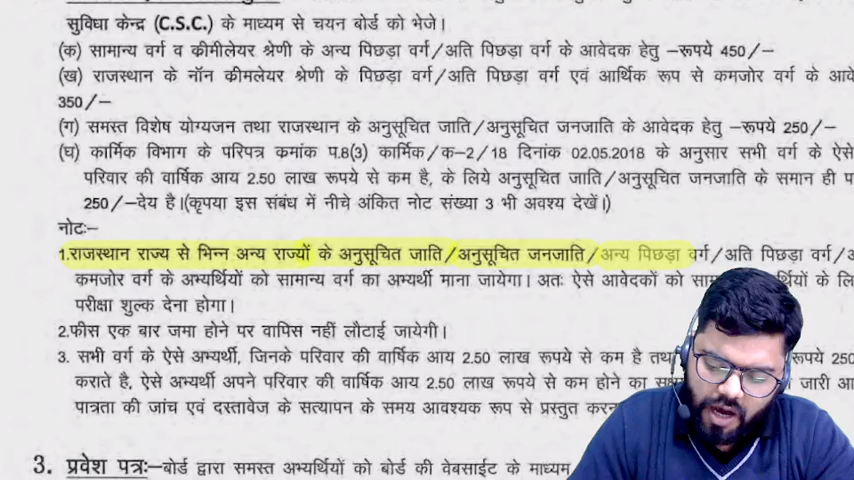 सुविधा केन्द्र (C.S.C.) के माध्यम से चयन बोर्ड को भेजे।
(क) सामान्य वर्ग व क्रीमीलेयर श्रेणी के अन्य पिछड़ा वर्ग/अति पिछड़ा वर्ग के आवेदक हेतु –रूपये 450/–
(ख) राजस्थान के नॉन क्रीमलेयर श्रेणी के पिछड़ा वर्ग/अति पिछड़ा वर्ग एवं आर्थिक रूप से कमजोर वर्ग के आवे
350/–
(ग) समस्त विशेष योग्यजन तथा राजस्थान के अनुसूचित जाति/अनुसूचित जनजाति के आवेदक हेतु –रूपये 250/–
(घ) कार्मिक विभाग के परिपत्र कमांक प.8(3) कार्मिक/क–2/18 दिनांक 02.05.2018 के अनुसार सभी वर्ग के ऐसे
परिवार की वार्षिक आय 2.50 लाख रूपये से कम है, के लिये अनुसूचित जाति/अनुसूचित जनजाति के समान ही प
250/–देय है।(कृपया इस संबंध में नीचे अंकित नोट संख्या 3 भी अवश्य देखें।)
नोटः–
1.राजस्थान राज्य से भिन्न अन्य राज्यों के अनुसूचित जाति/अनुसूचित जनजाति/अन्य पिछड़ा वर्ग/अति पिछड़ा वर्ग/
कमजोर वर्ग के अभ्यर्थियों को सामान्य वर्ग का अभ्यर्थी माना जायेगा। अतः ऐसे आवेदकों को के
परीक्षा शुल्क देना होगा।
2.फीस एक बार जमा होने पर वापिस नहीं लौटाई जायेगी।
3. सभी वर्ग के ऐसे अभ्यर्थी, जिनके परिवार की वार्षिक आय 2.50 लाख रूपये से कम है रूपये 250
कराते है, ऐसे अभ्यर्थी अपने परिवार की वार्षिक आय 2.50 लाख रूपये से कम होने का जारी
पात्रता की जांच एवं दस्तावेज के सत्यापन के समय आवश्यक रूप से प्रस्तुत
3. प्रवेश पत्रः–बोर्ड द्वारा समस्त अभ्यर्थियों को बोर्ड की वेबसाईट के माध्यम